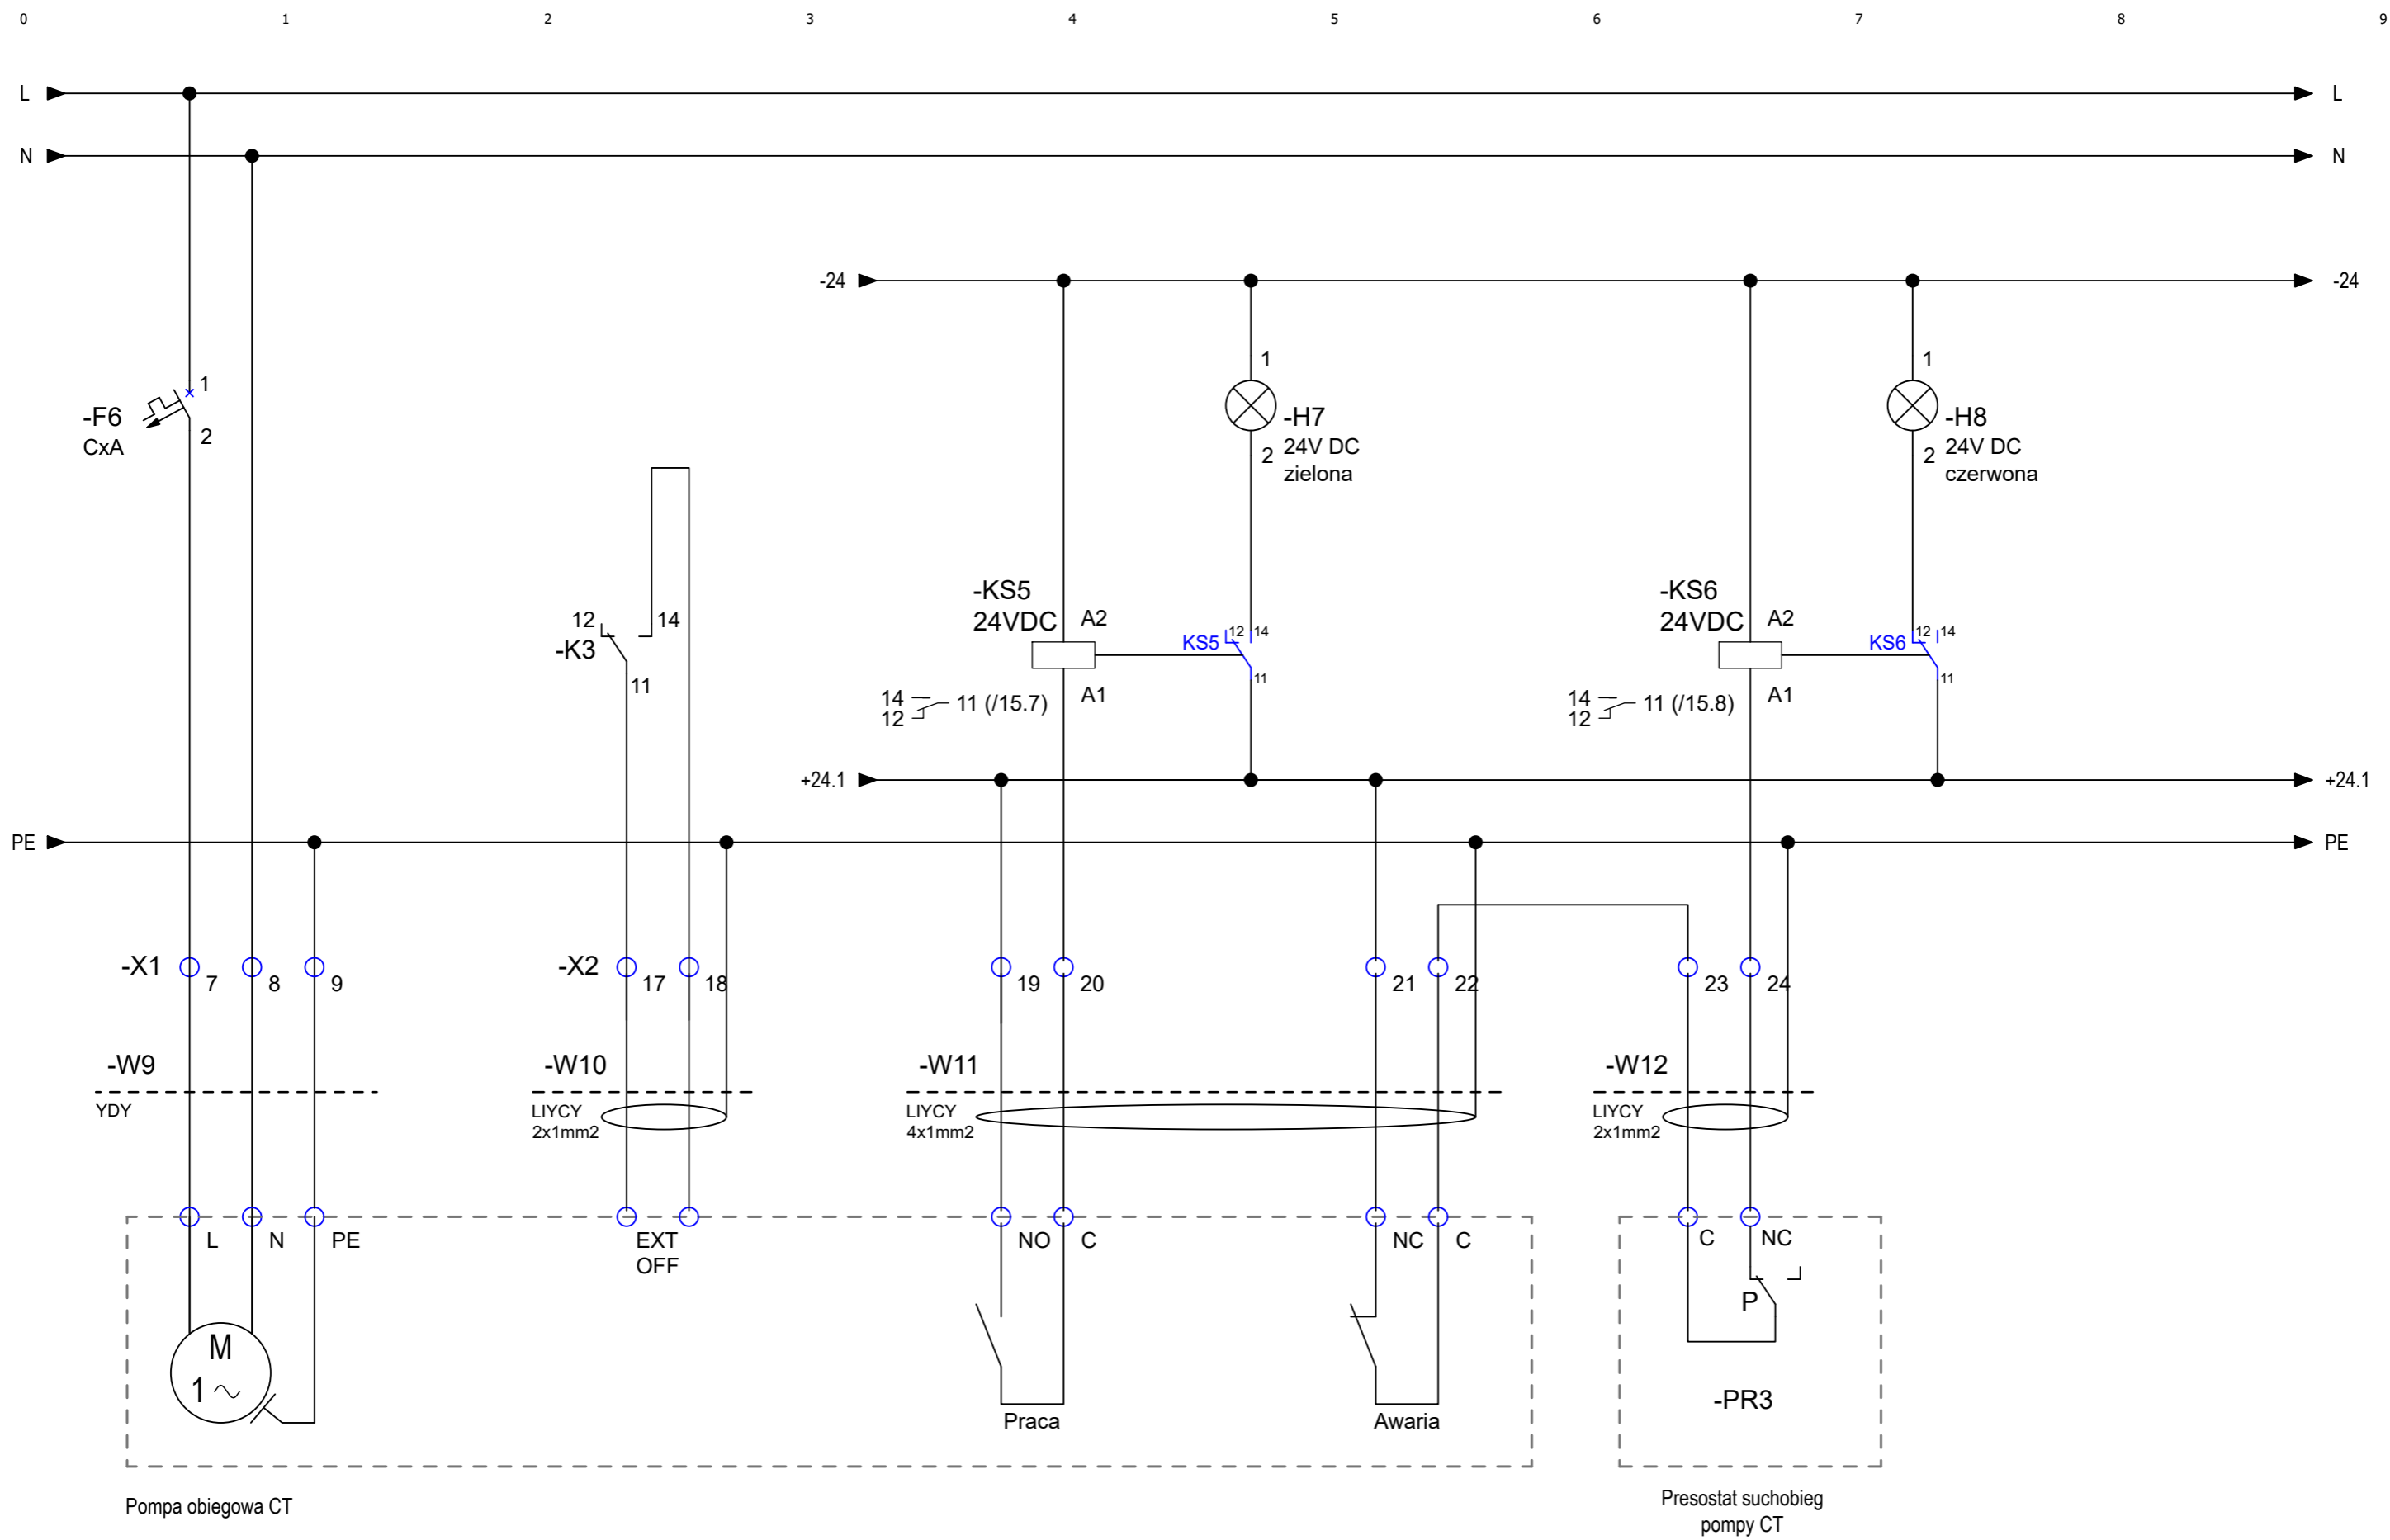 0 1 2 3 4 5 6 7 8 9
L L
N N
-24 -24
1 1
1
-F6 -H7 -H8
2
CxA 24V DC 24V DC
2 2
zielona czerwona
-KS5 -KS6
12 14 24VDC A2 24VDC A2
-K3 KS5 12 14 KS6 12 14
11 11 11
14 11 (/15.7) A1 14 11 (/15.8) A1
12 12
+24.1 +24.1
PE PE
-X1 -X2
7 8 9 17 18 19 20 21 22 23 24
-W9 -W10 -W11 -W12
YDY LIYCY LIYCY LIYCY
2x1mm2 4x1mm2 2x1mm2
L N PE EXT NO C NC C C NC
OFF
P
M
1
-PR3
Praca Awaria
Pompa obiegowa CT
Presostat suchobieg
pompy CT